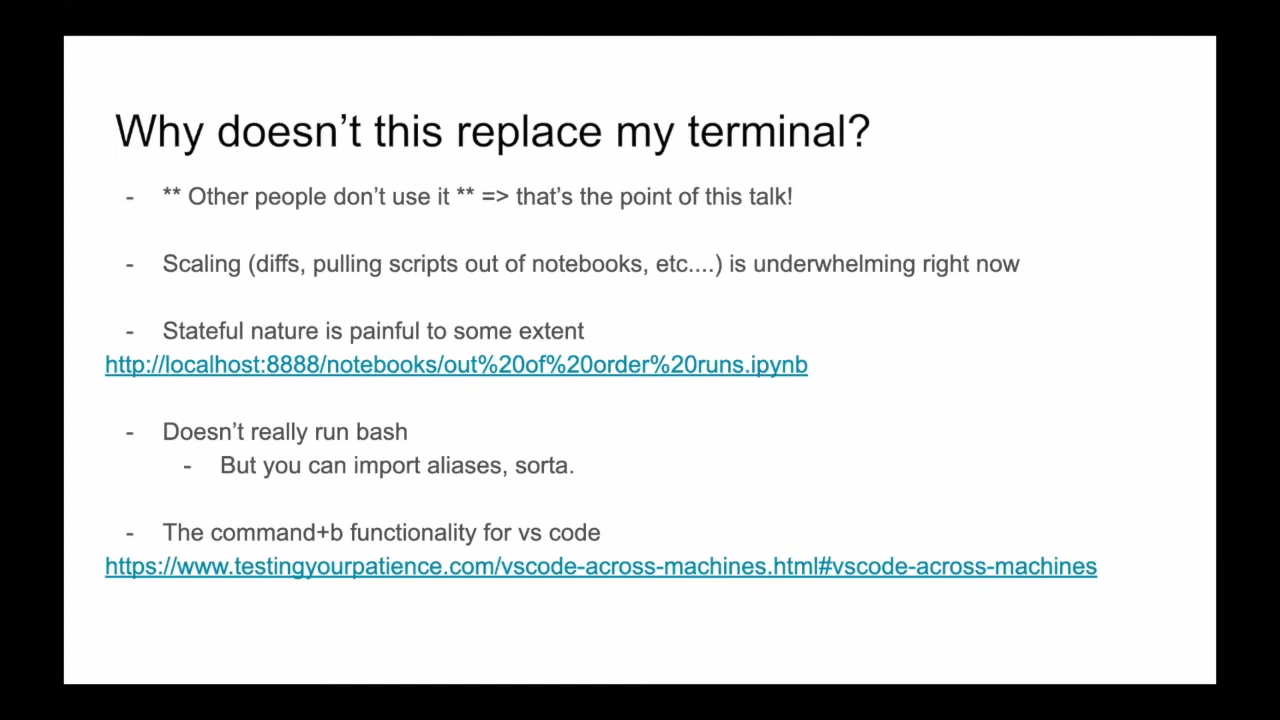 Why doesn’t this replace my terminal?
- ** Other people don’t use it ** => that’s the point of this talk!
- Scaling (diffs, pulling scripts out of notebooks, etc....) is underwhelming right now
- Stateful nature is painful to some extent
http://localhost:8888/notebooks/out%20of%20order%20runs.ipynb
- Doesn’t really run bash
- But you can import aliases, sorta.
- The command+b functionality for vs code
https://www.testingyourpatience.com/vscode-across-machines.html#vscode-across-machines